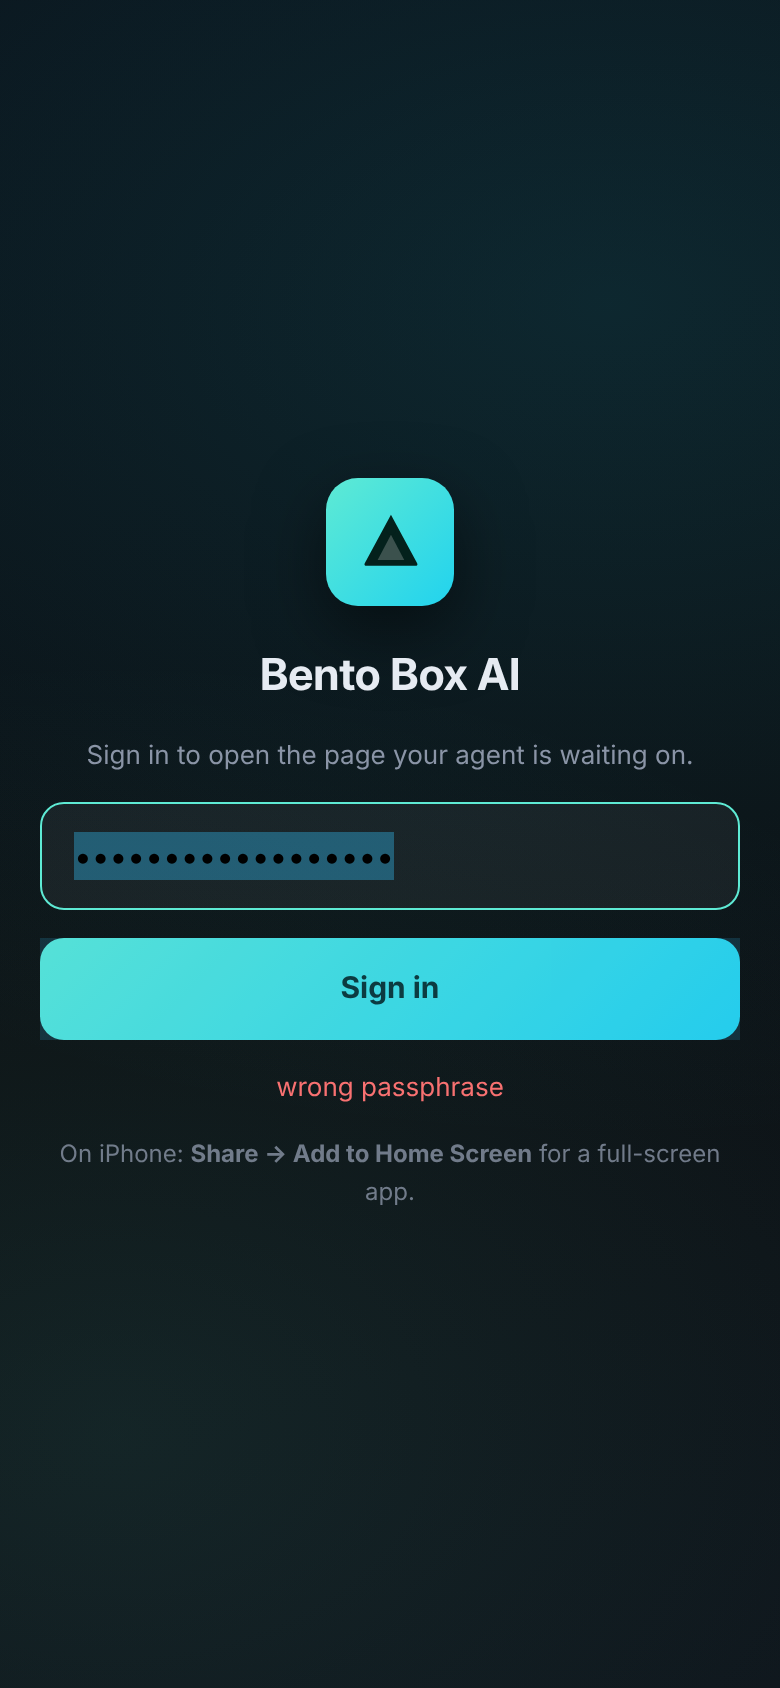 Bento Box AI
Sign in to open the page your agent is waiting on.
••••••••••••••••••
Sign in
wrong passphrase
On iPhone: Share → Add to Home Screen for a full-screen
app.